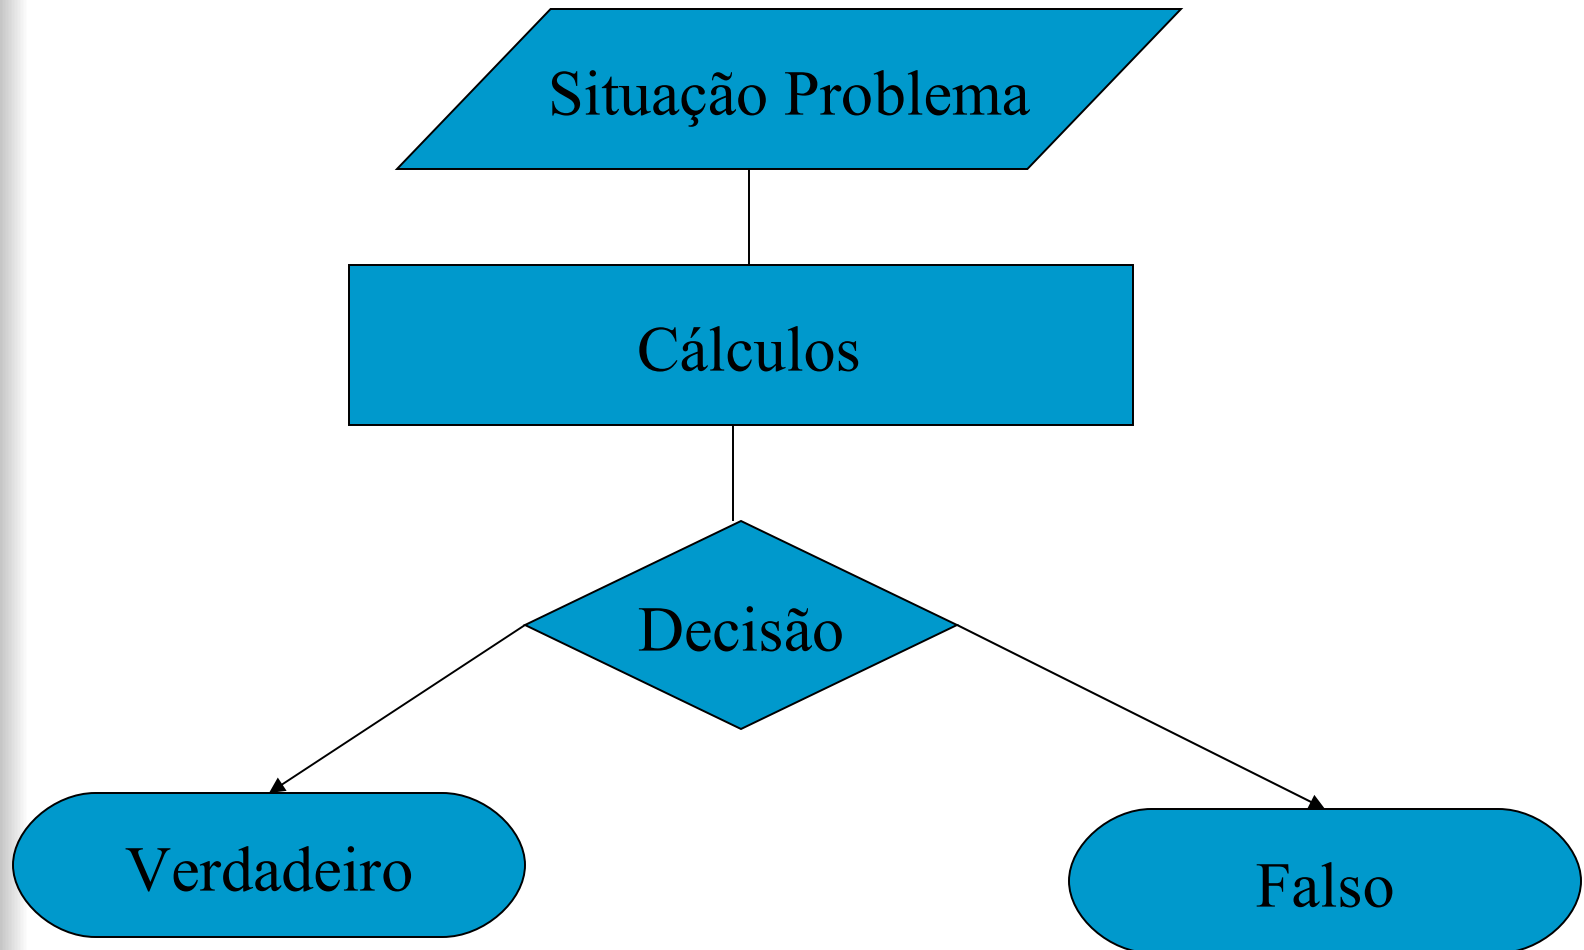 Situação Problema
Cálculos
Decisão
Verdadeiro
Falso